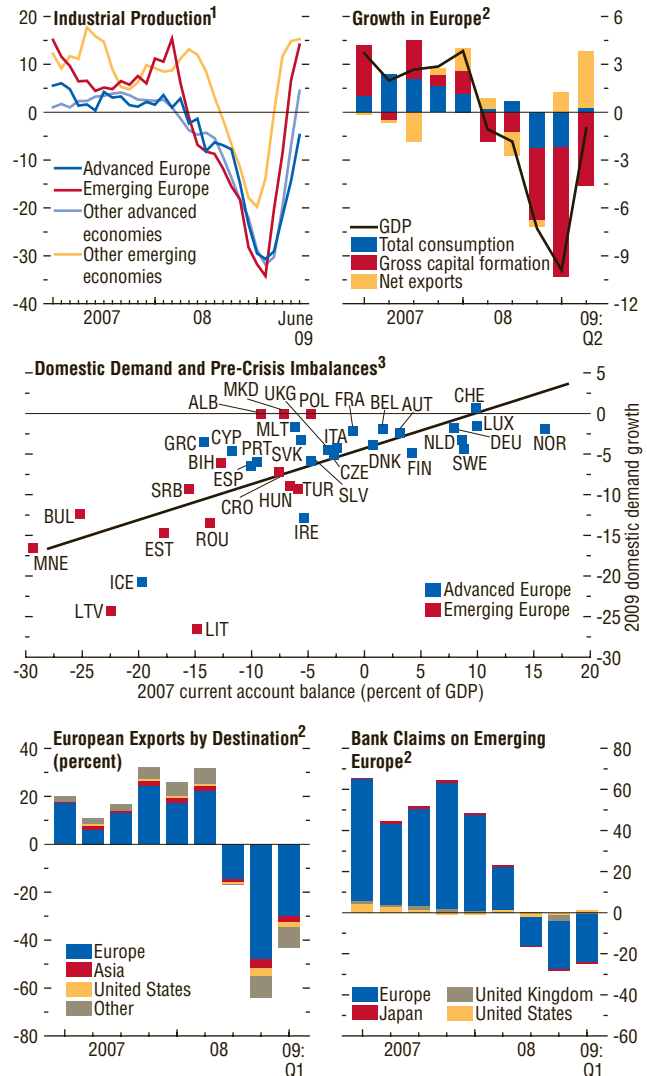 Industrial Production1
20
10
0
-10
-20
-30
-40
Advanced Europe
Emerging Europe
Other advanced
economies
Other emerging
economies
2007
08
June
09
Growth in Europe2
6
3
0
-3
-6
-9
-12
GDP
Total consumption
Gross capital formation
Net exports
2007
08
09:
Q2
Domestic Demand and Pre-Crisis Imbalances3
5
0
-5
-10
-15
-20
-25
-30
2009 domestic demand growth
MKD UKG POL
ALB
FRA BEL AUT
CHE
MLT
ITA
LUX
GRC CYP PRT
SVK
NLD DEU NOR
BIH
ESP
CZE DNK FIN SWE
SRB
CRO HUN TUR SLV
BUL
EST ROU
IRE
MNE
ICE
LTV
LIT
Advanced Europe
Emerging Europe
-30 -25 -20 -15 -10 -5 0 5 10 15 20
2007 current account balance (percent of GDP)
European Exports by Destination2
(percent)
40
20
0
-20
-40
-60
-80
Europe
Asia
United States
Other
2007
08
09:
Q1
Bank Claims on Emerging
Europe2
80
60
40
20
0
-20
-40
-60
Europe
United Kingdom
Japan
United States
2007
08
09:
Q1